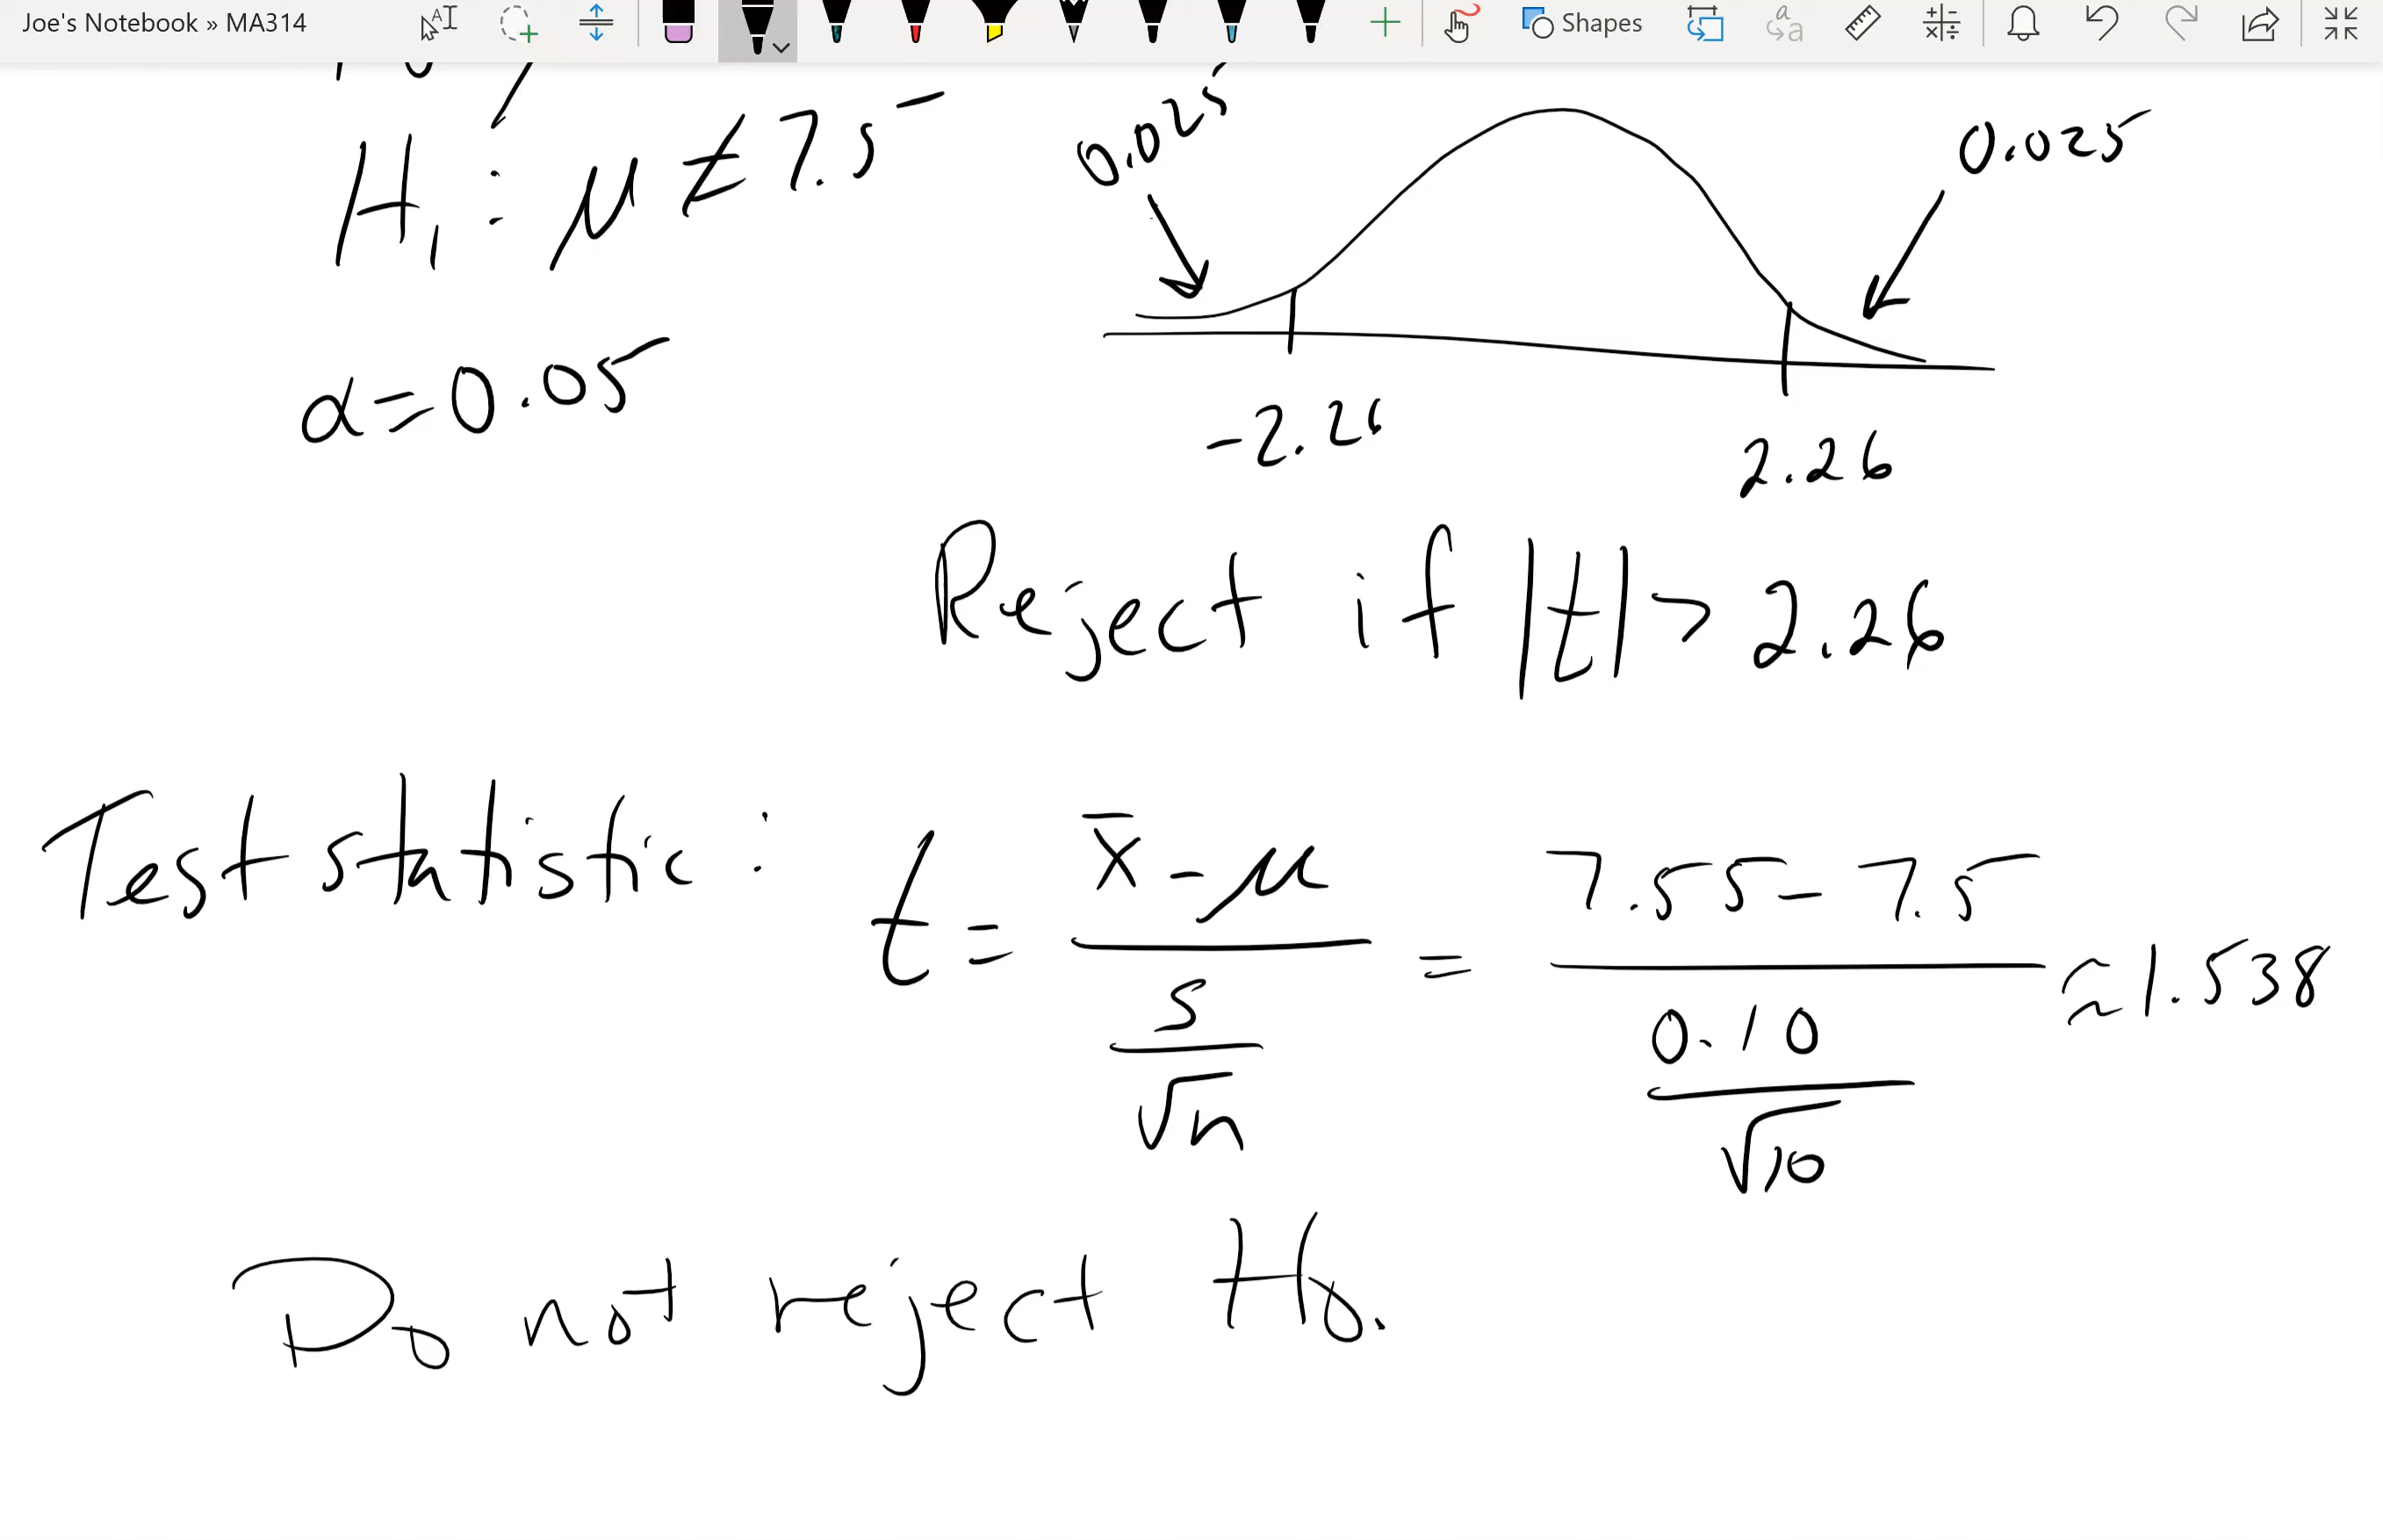 Joe's Notebook » MA314
Shapes
H₁: μ ≠ 7.5
0.025
0.025
α = 0.05
-2.26
2.26
Reject if |t| > 2.26
Test statistic: t = (x̄ - μ) / (s / √n) = (7.55 - 7.5) / (0.10 / √10) ≈ 1.538
Do not reject H₀.